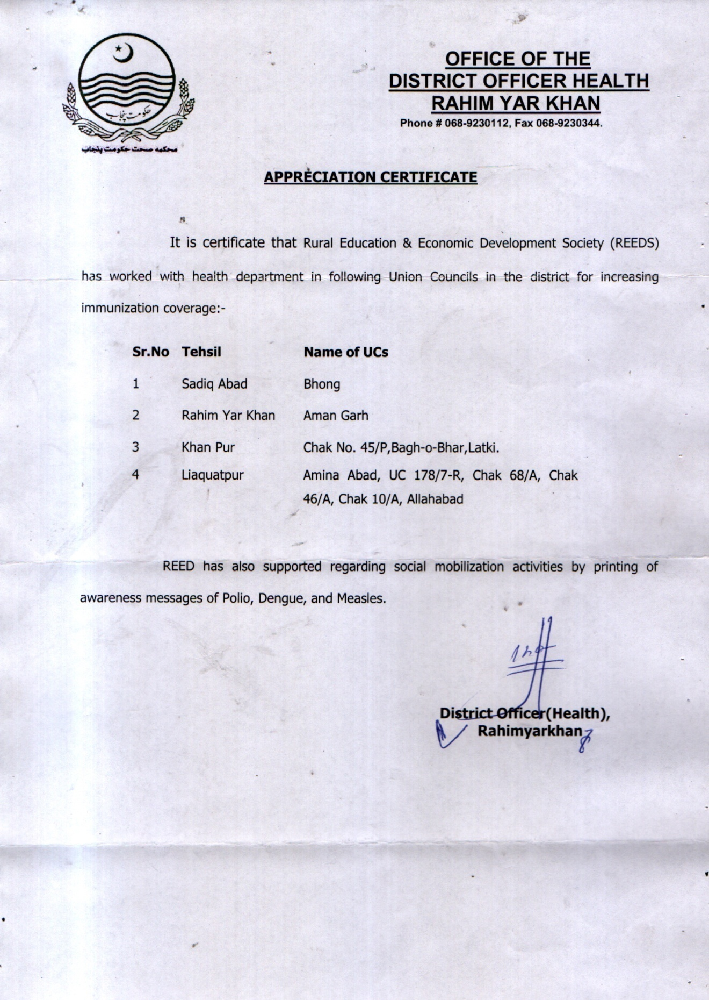 حکومت پنجاب
محکمه صحت حکومت پنجاب
OFFICE OF THE
DISTRICT OFFICER HEALTH
RAHIM YAR KHAN
Phone # 068-9230112, Fax 068-9230344.
APPRECIATION CERTIFICATE
It is certificate that Rural Education & Economic Development Society (REEDS)
has worked with health department in following Union Councils in the district for increasing
immunization coverage:-
Sr.No Tehsil Name of UCs
1 Sadiq Abad Bhong
2 Rahim Yar Khan Aman Garh
3 Khan Pur Chak No. 45/P,Bagh-o-Bhar,Latki.
4 Liaquatpur Amina Abad, UC 178/7-R, Chak 68/A, Chak
46/A, Chak 10/A, Allahabad
REED has also supported regarding social mobilization activities by printing of
awareness messages of Polio, Dengue, and Measles.
District Officer(Health),
Rahimyarkhan